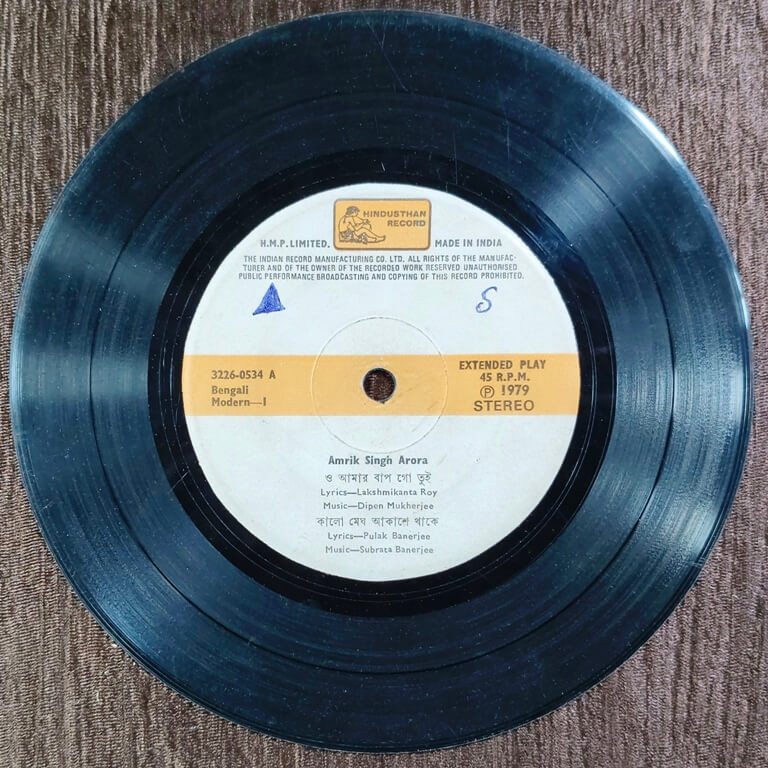 HINDUSTHAN
RECORD
H.M.P. LIMITED. MADE IN INDIA
THE INDIAN RECORD MANUFACTURING CO. LTD. ALL RIGHTS OF THE MANUFAC-
TURER AND OF THE OWNER OF THE RECORDED WORK RESERVED UNAUTHORISED
PUBLIC PERFORMANCE BROADCASTING AND COPYING OF THIS RECORD PROHIBITED.
S
3226-0534 A
Bengali
Modern—I
EXTENDED PLAY
45 R.P.M.
Ⓟ 1979
STEREO
Amrik Singh Arora
ও আমার বাপ গো তুই
Lyrics—Lakshmikanta Roy
Music—Dipen Mukherjee
কালো মেঘ আকাশে থাকে
Lyrics—Pulak Banerjee
Music—Subrata Banerjee